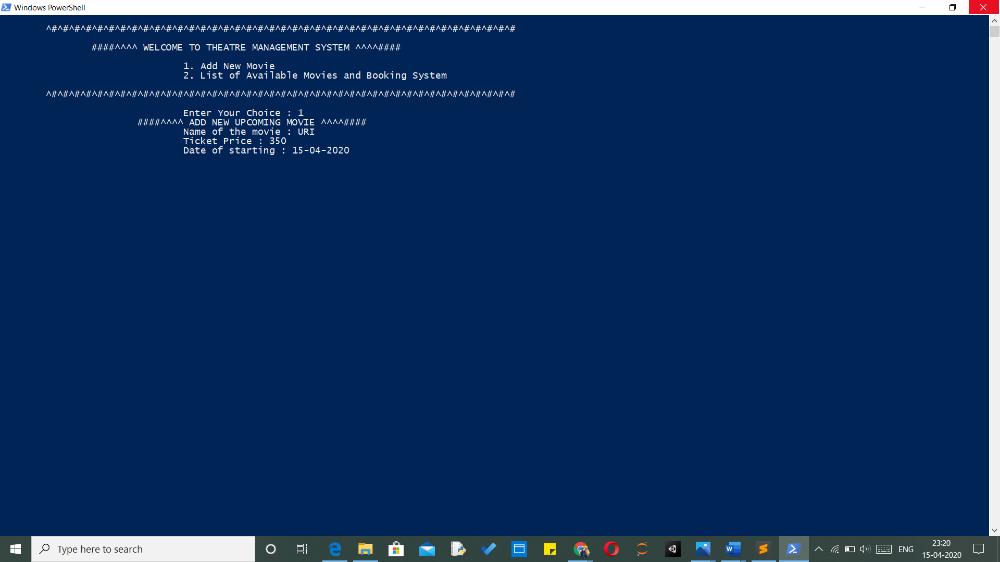 Windows PowerShell
^#^#^#^#^#^#^#^#^#^#^#^#^#^#^#^#^#^#^#^#^#^#^#^#^#^#^#^#^#^#^#^#^#^#^#^#^#^#^#^#^#
####^^^^ WELCOME TO THEATRE MANAGEMENT SYSTEM ^^^^####
1. Add New Movie
2. List of Available Movies and Booking System
^#^#^#^#^#^#^#^#^#^#^#^#^#^#^#^#^#^#^#^#^#^#^#^#^#^#^#^#^#^#^#^#^#^#^#^#^#^#^#^#^#
Enter Your Choice : 1
####^^^^ ADD NEW UPCOMING MOVIE ^^^^####
Name of the movie : URI
Ticket Price : 350
Date of starting : 15-04-2020
Type here to search
ENG
23:20
15-04-2020